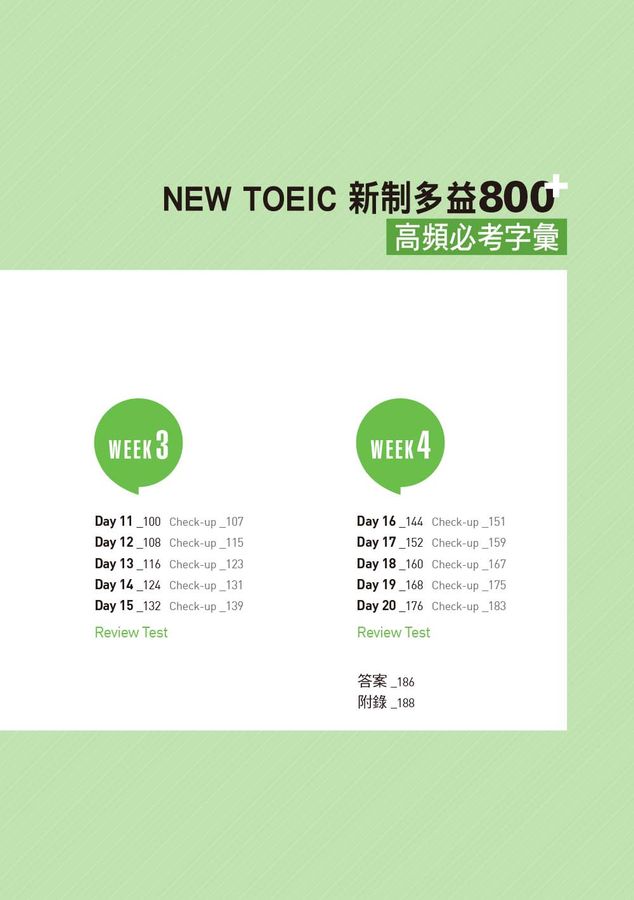 NEW TOEIC 新制多益800+
高頻必考字彙
WEEK 3
Day 11 _100 Check-up _107
Day 12 _108 Check-up _115
Day 13 _116 Check-up _123
Day 14 _124 Check-up _131
Day 15 _132 Check-up _139
Review Test
WEEK 4
Day 16 _144 Check-up _151
Day 17 _152 Check-up _159
Day 18 _160 Check-up _167
Day 19 _168 Check-up _175
Day 20 _176 Check-up _183
Review Test
答案 _186
附錄 _188